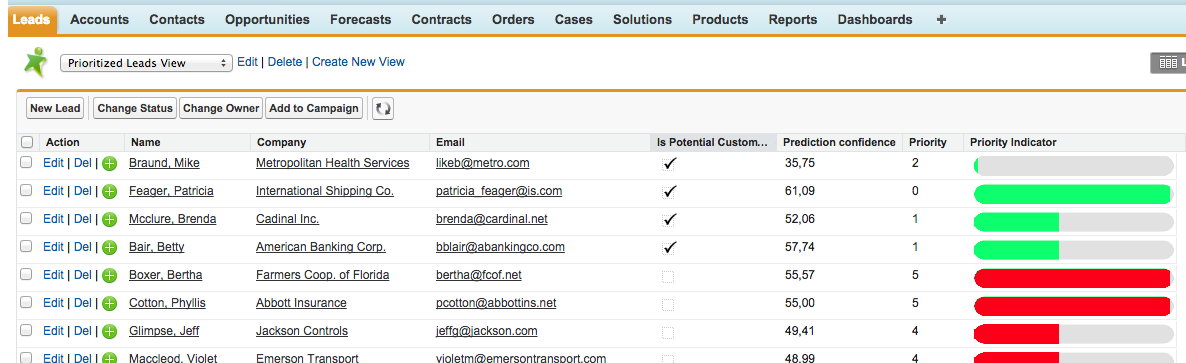 Leads Accounts Contacts Opportunities Forecasts Contracts Orders Cases Solutions Products Reports Dashboards +
Prioritized Leads View Edit | Delete | Create New View
New Lead Change Status Change Owner Add to Campaign
Action Name Company Email Is Potential Custom... Prediction confidence Priority Priority Indicator
Edit | Del | Braund, Mike Metropolitan Health Services likeb@metro.com 35,75 2
Edit | Del | Feager, Patricia International Shipping Co. patricia_feager@is.com 61,09 0
Edit | Del | Mcclure, Brenda Cadinal Inc. brenda@cardinal.net 52,06 1
Edit | Del | Bair, Betty American Banking Corp. bblair@abankingco.com 57,74 1
Edit | Del | Boxer, Bertha Farmers Coop. of Florida bertha@fcof.net 55,57 5
Edit | Del | Cotton, Phyllis Abbott Insurance pcotton@abbottins.net 55,00 5
Edit | Del | Glimpse, Jeff Jackson Controls jeffg@jackson.com 49,41 4
Edit | Del | Maccleod, Violet Emerson Transport violetm@emersontransport.com 48,99 4